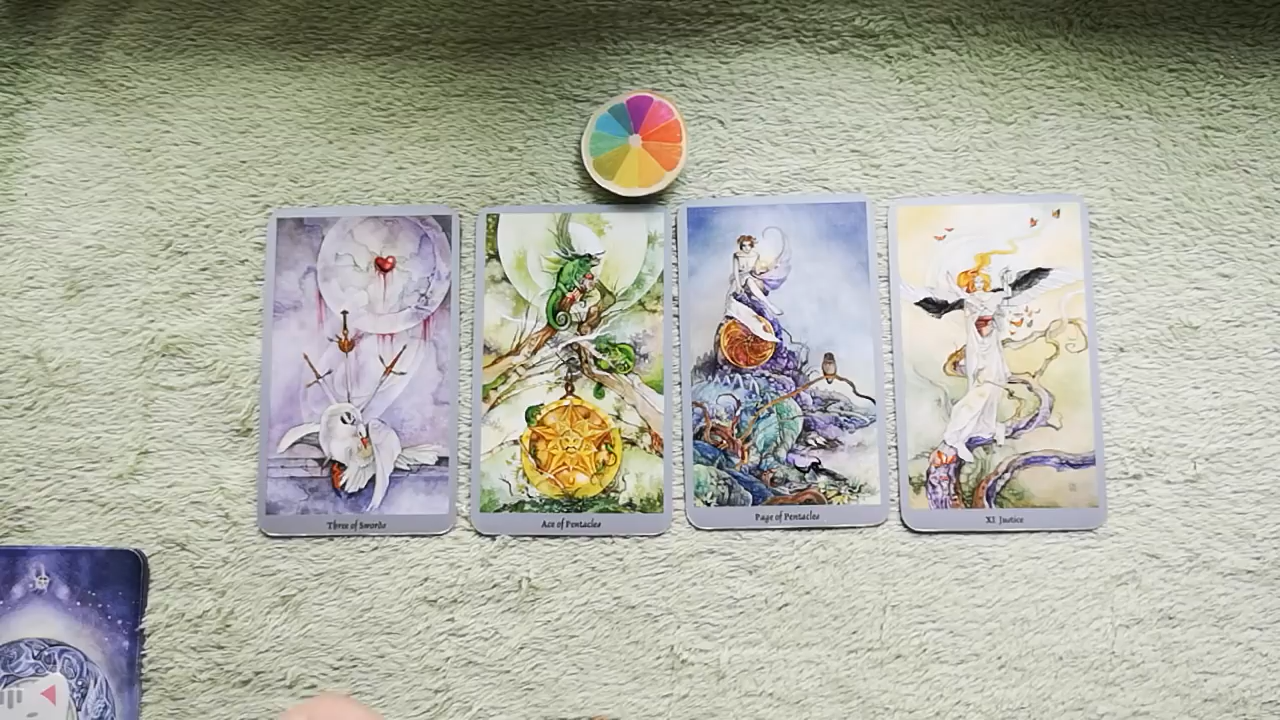 Three of Swords
Ace of Pentacles
Page of Pentacles
XI Justice